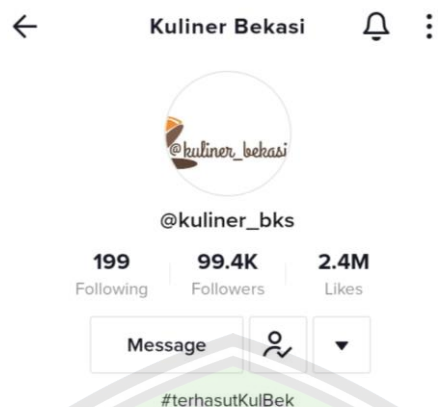 Kuliner Bekasi
@kuliner_bekasi
@kuliner_bks
199 99.4K 2.4M
Following Followers Likes
Message
#terhasutKulBek